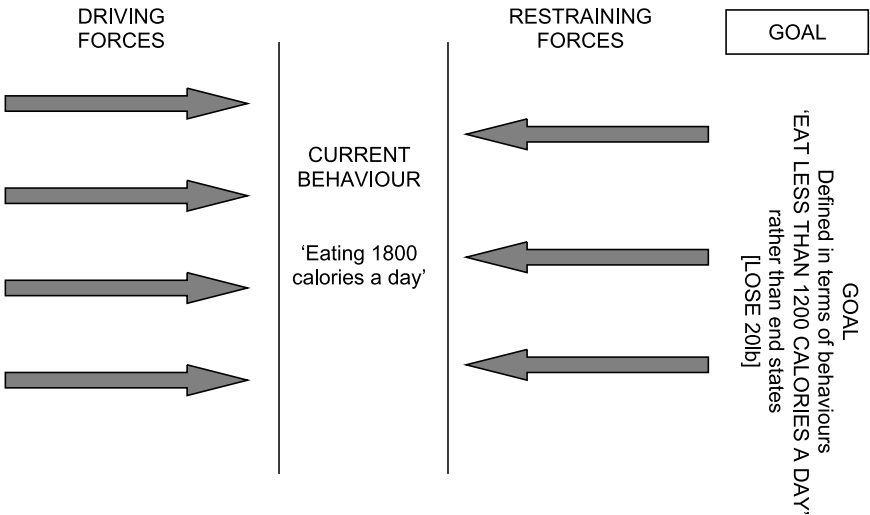 DRIVING
FORCES
RESTRAINING
FORCES
GOAL
CURRENT
BEHAVIOUR
‘Eating 1800
calories a day’
GOAL
Defined in terms of behaviours
‘EAT LESS THAN 1200 CALORIES A DAY’
rather than end states
[LOSE 20lb]